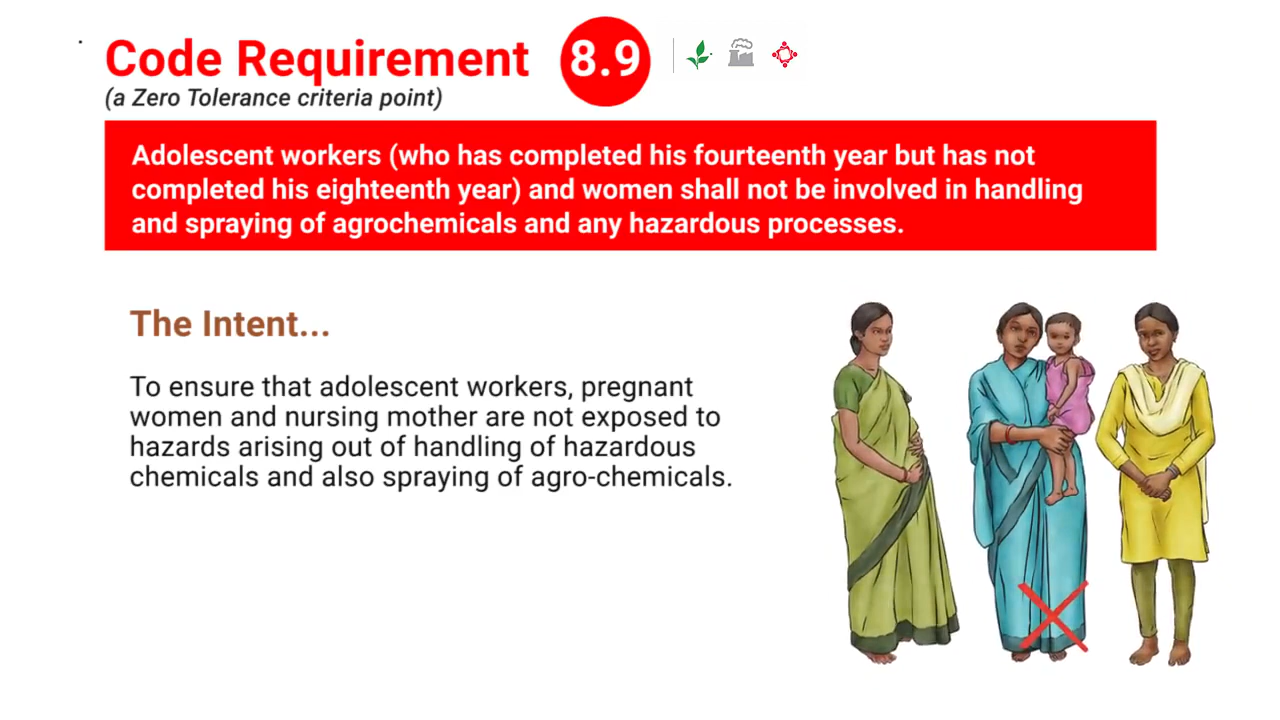 Code Requirement 8.9
(a Zero Tolerance criteria point)
Adolescent workers (who has completed his fourteenth year but has not
completed his eighteenth year) and women shall not be involved in handling
and spraying of agrochemicals and any hazardous processes.
The Intent...
To ensure that adolescent workers, pregnant
women and nursing mother are not exposed to
hazards arising out of handling of hazardous
chemicals and also spraying of agro-chemicals.